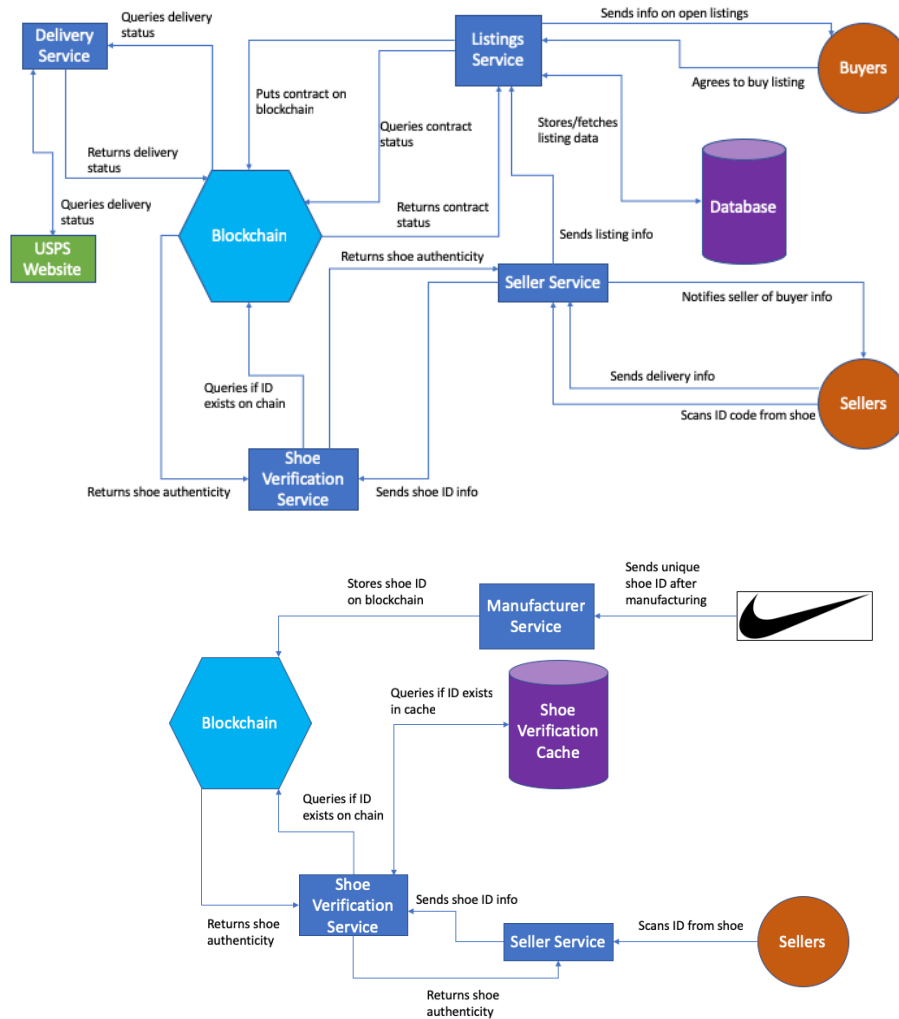 Queries delivery
status
Delivery
Service
Sends info on open listings
Listings
Service
Buyers
Agrees to buy listing
Puts contract on
blockchain
Queries contract
status
Stores/fetches
listing data
Returns delivery
status
Queries delivery
status
USPS
Website
Blockchain
Returns contract
status
Database
Sends listing info
Returns shoe authenticity
Seller Service
Notifies seller of buyer info
Queries if ID
exists on chain
Sends delivery info
Sellers
Scans ID code from shoe
Shoe
Verification
Service
Returns shoe authenticity
Sends shoe ID info
Stores shoe ID
on blockchain
Manufacturer
Service
Sends unique
shoe ID after
manufacturing
Blockchain
Queries if ID exists
in cache
Shoe
Verification
Cache
Queries if ID
exists on chain
Shoe
Verification
Service
Returns shoe
authenticity
Sends shoe ID info
Seller Service
Scans ID from shoe
Sellers
Returns shoe
authenticity